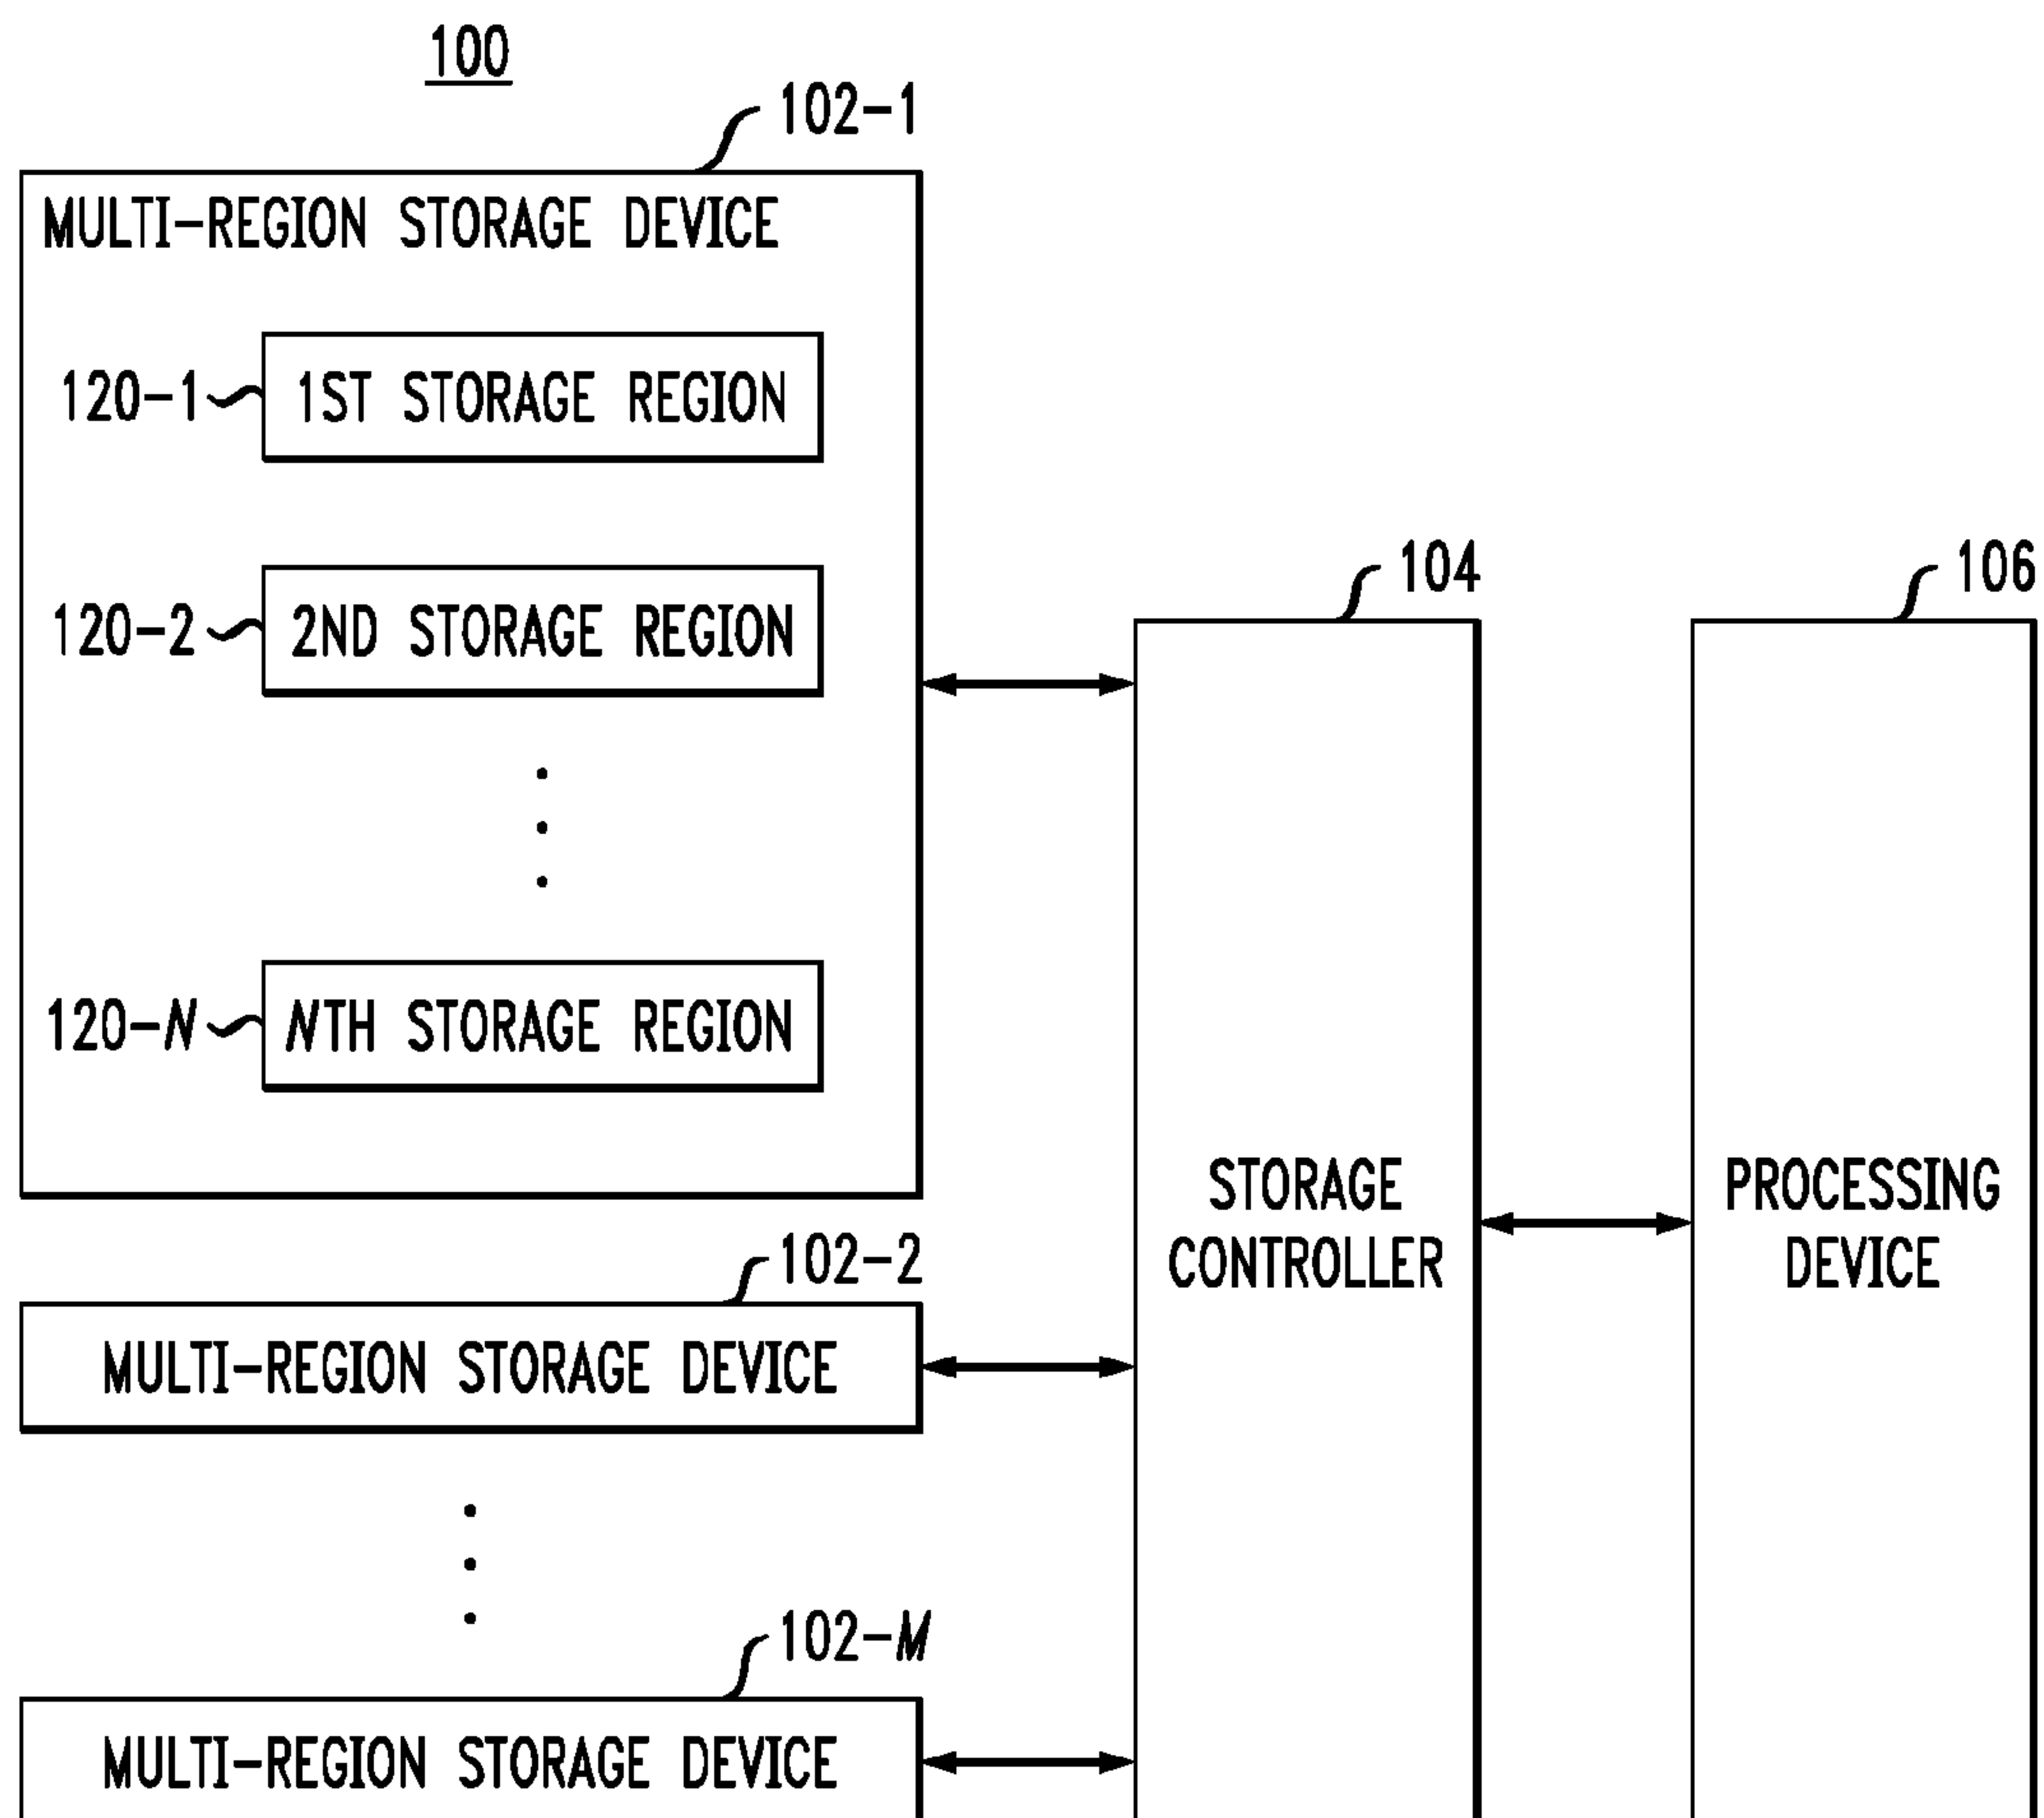 100
102-1
MULTI-REGION STORAGE DEVICE
120-1
1ST STORAGE REGION
120-2
2ND STORAGE REGION
120-N
NTH STORAGE REGION
104
106
STORAGE
CONTROLLER
PROCESSING
DEVICE
102-2
MULTI-REGION STORAGE DEVICE
102-M
MULTI-REGION STORAGE DEVICE